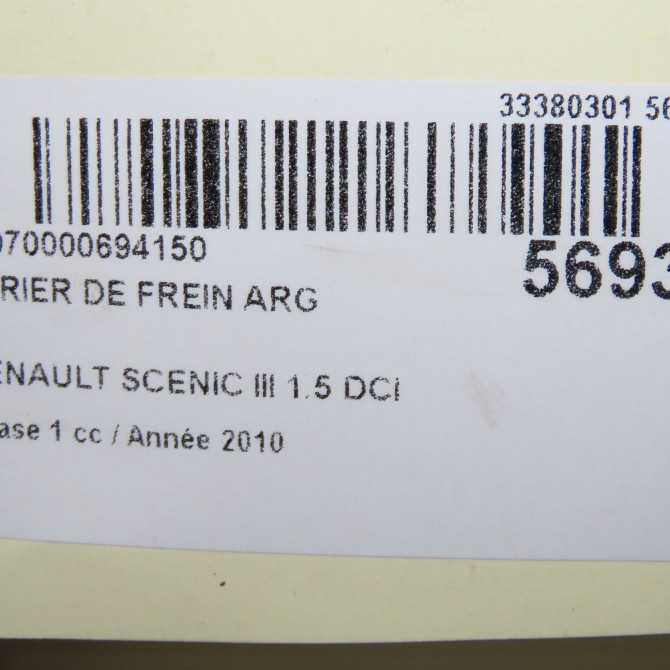 33380301 56
070000694150
5693
RIER DE FREIN ARG
ENAULT SCENIC III 1.5 DCI
ase 1 cc / Année 2010